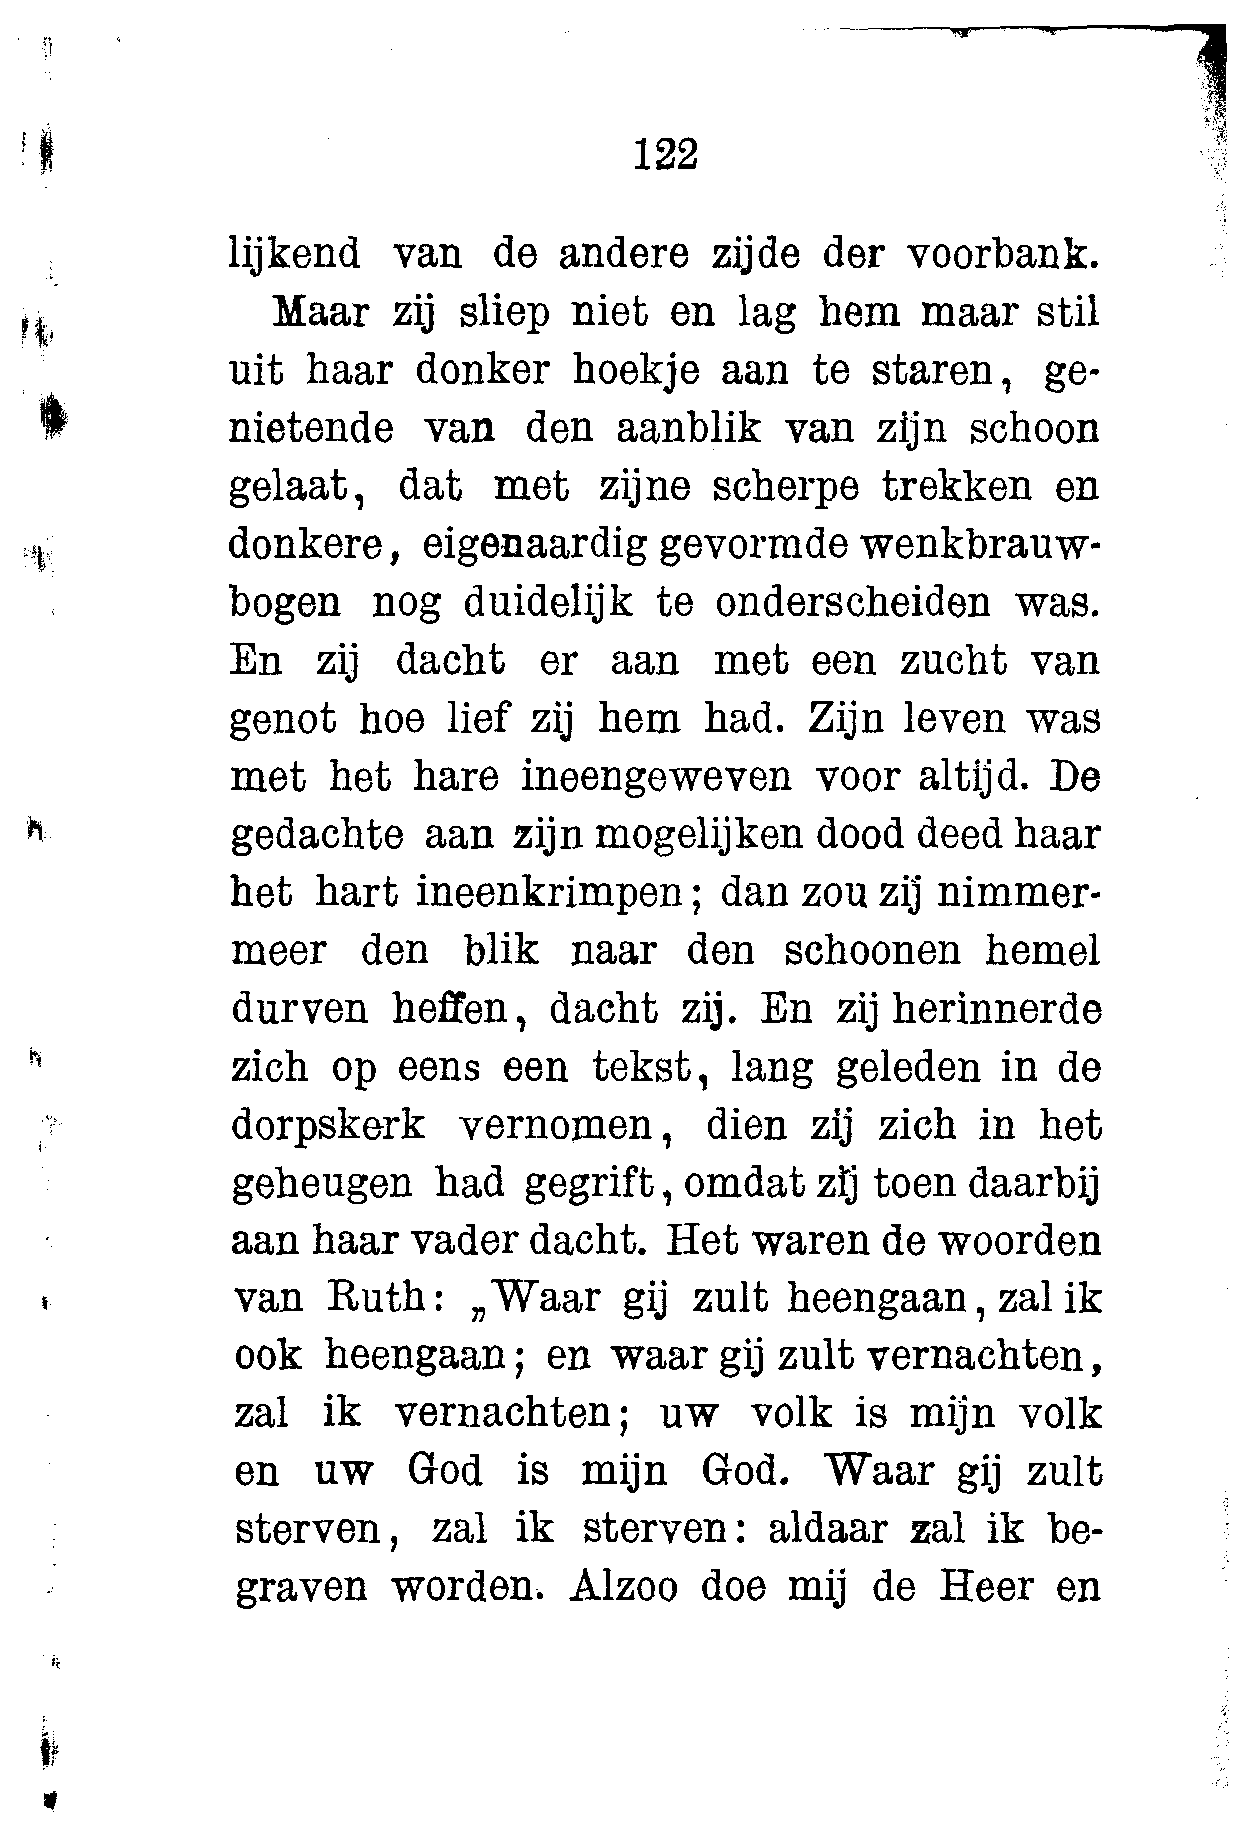 122
lijkend van de andere zijde der voorbank.
Maar zij sliep niet en lag hem maar stil
uit haar donker hoekje aan te staren, ge-
nietende van den aanblik van zijn schoon
gelaat, dat met zijne scherpe trekken en
donkere, eigenaardig gevormde wenkbrauw-
bogen nog duidelijk te onderscheiden was.
En zij dacht er aan met een zucht van
genot hoe lief zij hem had. Zijn leven was
met het hare ineengeweven voor altijd. De
gedachte aan zijn mogelijken dood deed haar
het hart ineenkrimpen; dan zou zij nimmer-
meer den blik naar den schoonen hemel
durven heffen, dacht zij. En zij herinnerde
zich op eens een tekst, lang geleden in de
dorpskerk vernomen, dien zij zich in het
geheugen had gegrift, omdat zij toen daarbij
aan haar vader dacht. Het waren de woorden
van Ruth: „Waar gij zult heengaan, zal ik
ook heengaan; en waar gij zult vernachten,
zal ik vernachten; uw volk is mijn volk
en uw God is mijn God. Waar gij zult
sterven, zal ik sterven: aldaar zal ik be-
graven worden. Alzoo doe mij de Heer en